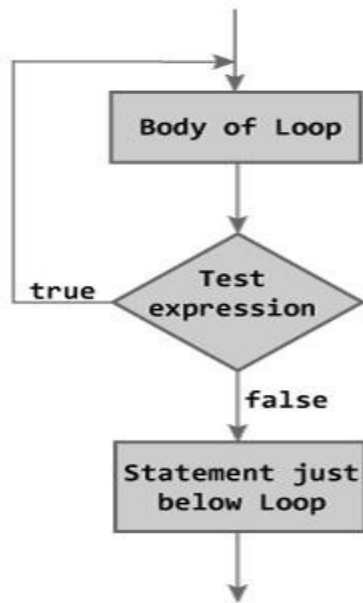 Body of Loop
Test
expression
true
false
Statement just
below Loop